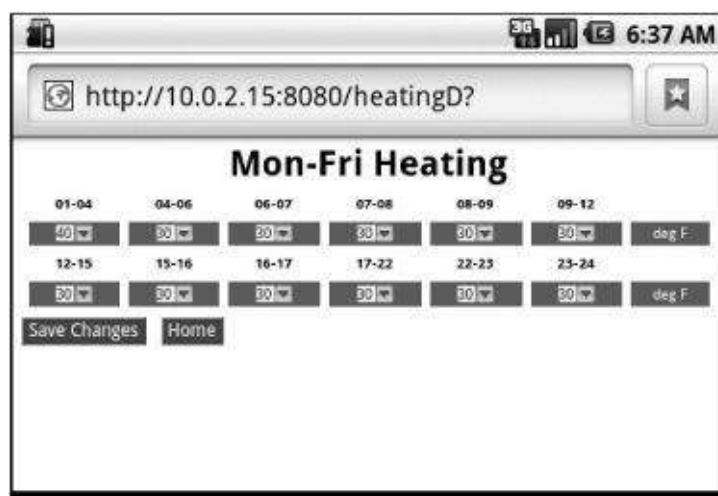 3G 6:37 AM
http://10.0.2.15:8080/heatingD?
Mon-Fri Heating
01-04 04-06 06-07 07-08 08-09 09-12
40 30 30 30 30 30 deg F
12-15 15-16 16-17 17-22 22-23 23-24
30 30 30 30 30 30 deg F
Save Changes Home